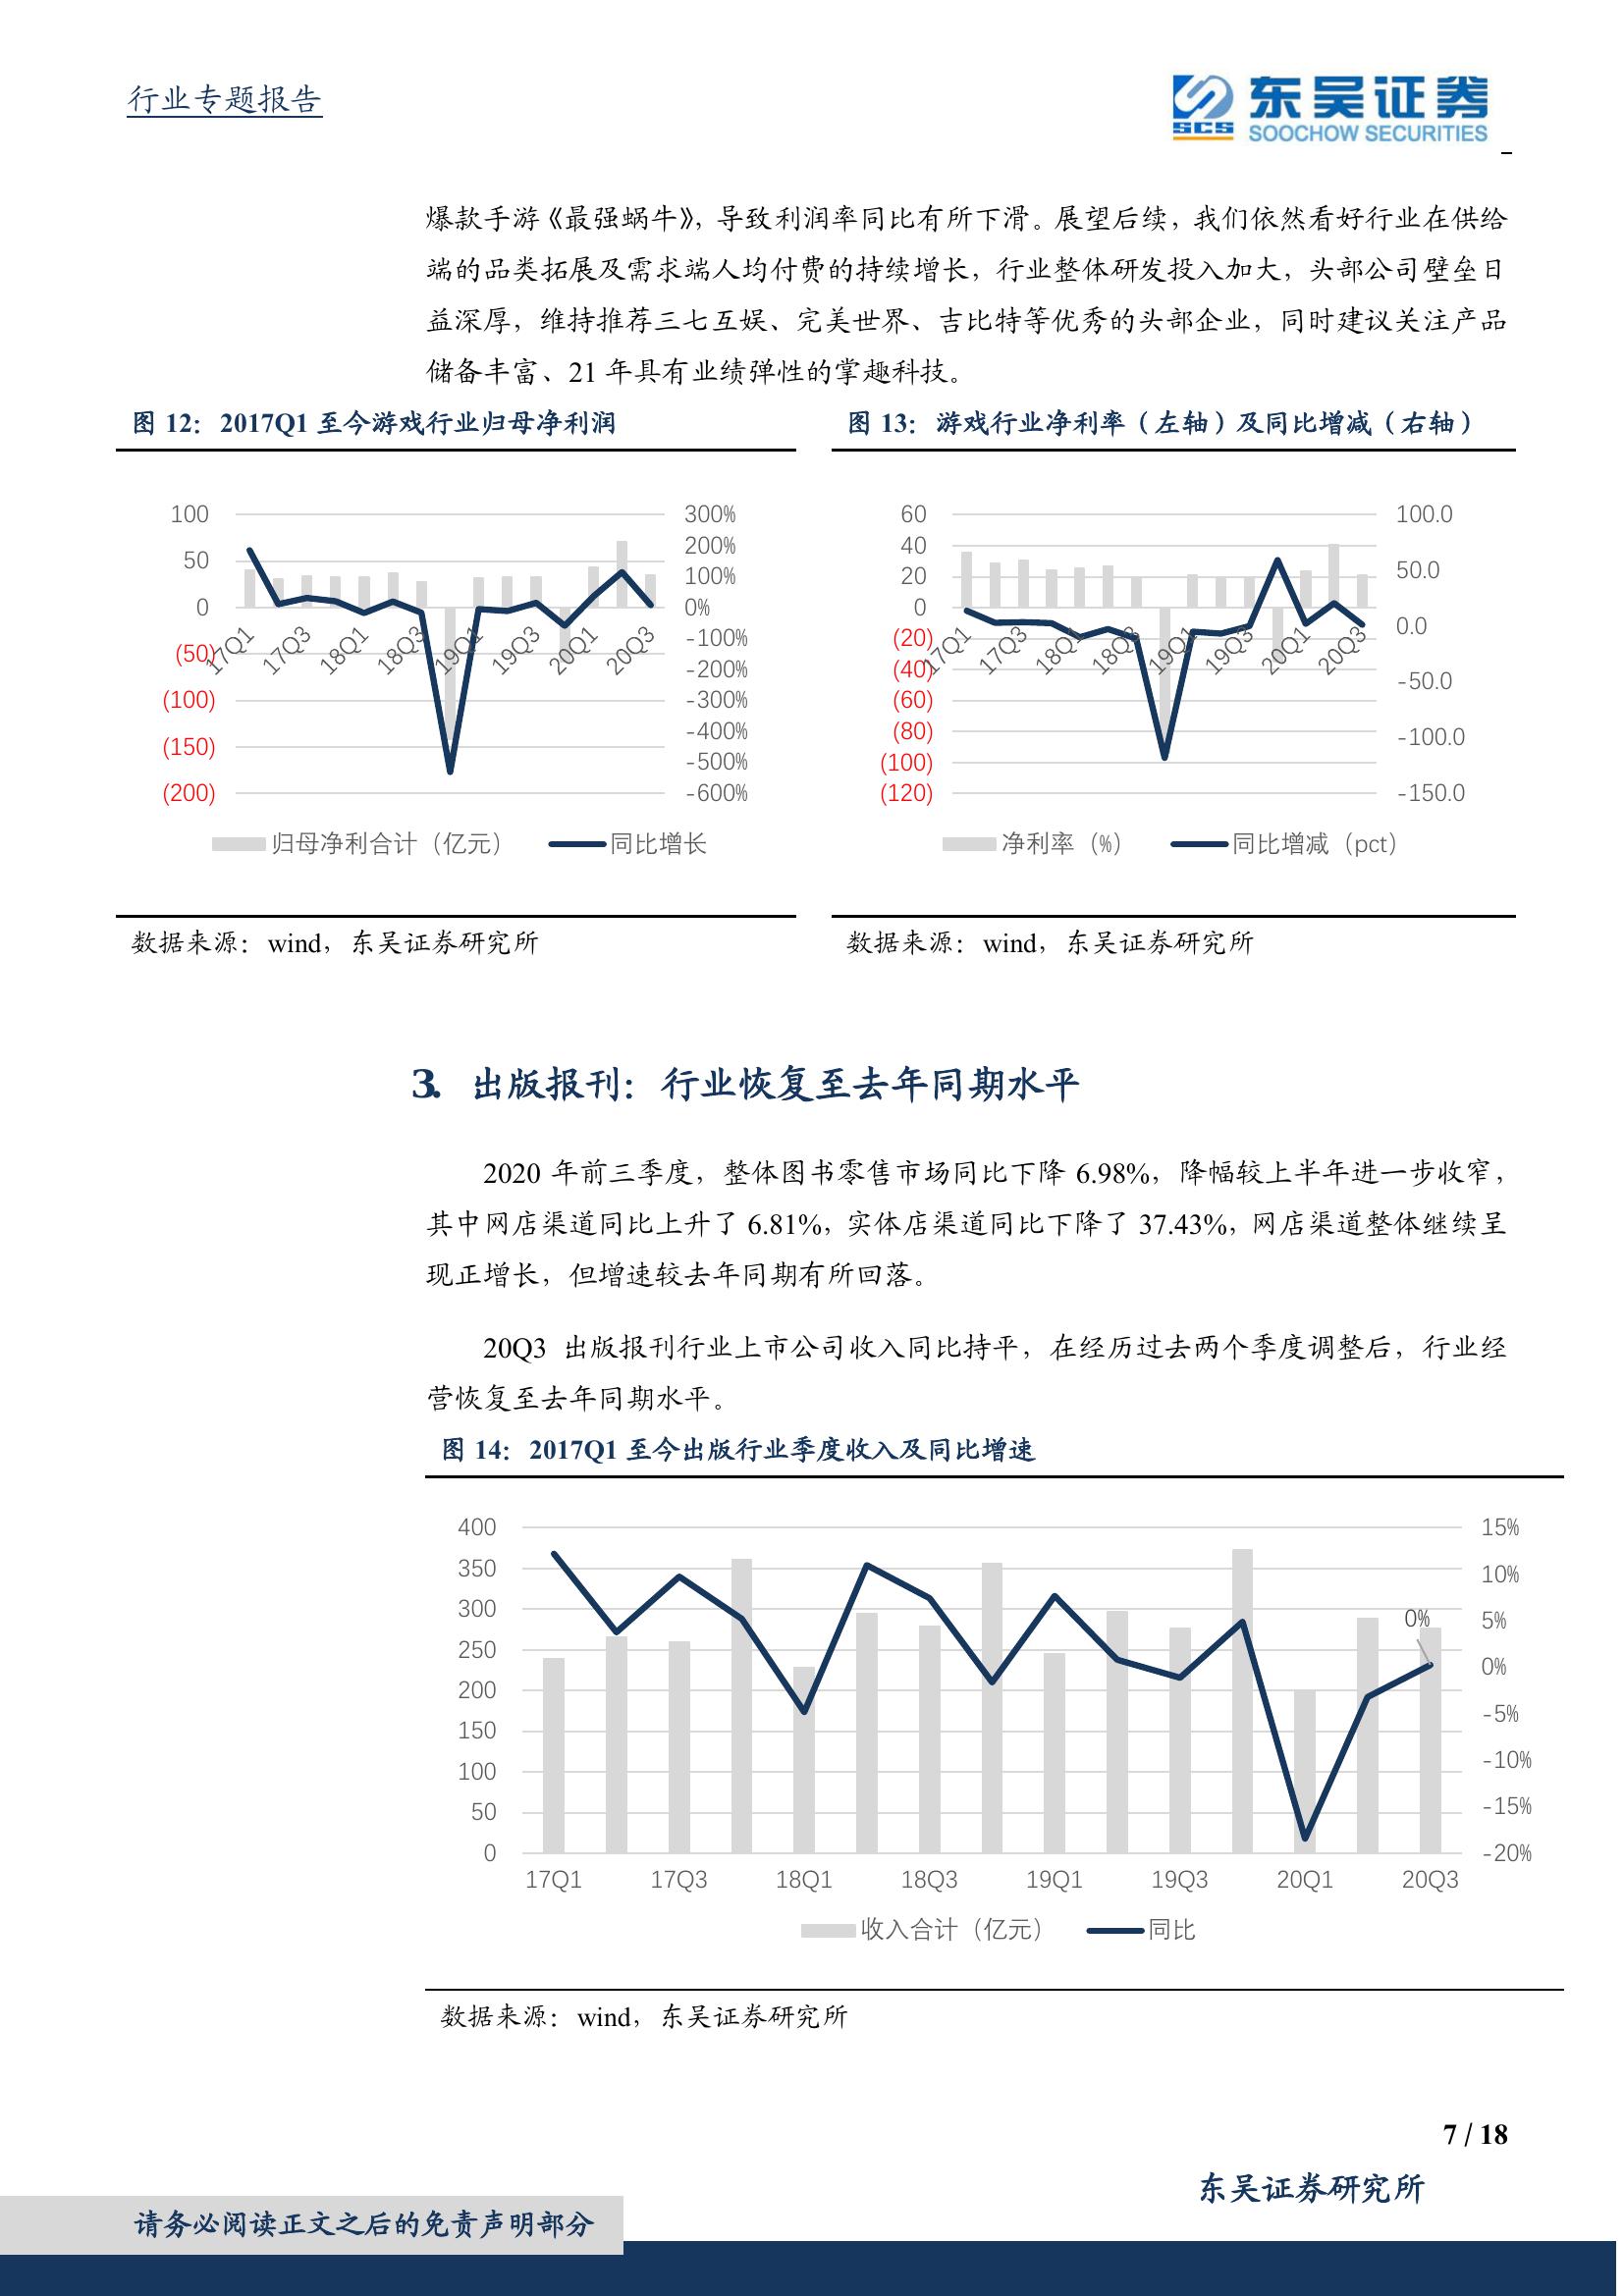 行业专题报告
东吴证券
SCS
SOOCHOW SECURITIES
爆款手游《最强蜗牛》，导致利润率同比有所下滑。展望后续，我们依然看好行业在供给
端的品类拓展及需求端人均付费的持续增长，行业整体研发投入加大，头部公司壁垒日
益深厚，维持推荐三七互娱、完美世界、吉比特等优秀的头部企业，同时建议关注产品
储备丰富、21 年具有业绩弹性的掌趣科技。
图 12：2017Q1 至今游戏行业归母净利润
100
50
0
(50)
(100)
(150)
(200)
300%
200%
100%
0%
-100%
-200%
-300%
-400%
-500%
-600%
17Q1
17Q3
18Q1
18Q3
19Q1
19Q3
20Q1
20Q3
归母净利合计（亿元） 同比增长
数据来源：wind，东吴证券研究所
图 13：游戏行业净利率（左轴）及同比增减（右轴）
60
40
20
0
(20)
(40)
(60)
(80)
(100)
(120)
100.0
50.0
0.0
-50.0
-100.0
-150.0
17Q1
17Q3
18Q1
18Q3
19Q1
19Q3
20Q1
20Q3
净利率（%） 同比增减（pct）
数据来源：wind，东吴证券研究所
3. 出版报刊：行业恢复至去年同期水平
2020 年前三季度，整体图书零售市场同比下降 6.98%，降幅较上半年进一步收窄，
其中网店渠道同比上升了 6.81%，实体店渠道同比下降了 37.43%，网店渠道整体继续呈
现正增长，但增速较去年同期有所回落。
20Q3 出版报刊行业上市公司收入同比持平，在经历过去两个季度调整后，行业经
营恢复至去年同期水平。
图 14：2017Q1 至今出版行业季度收入及同比增速
400
350
300
250
200
150
100
50
0
15%
10%
5%
0%
-5%
-10%
-15%
-20%
0%
17Q1 17Q3 18Q1 18Q3 19Q1 19Q3 20Q1 20Q3
收入合计（亿元） 同比
数据来源：wind，东吴证券研究所
7 / 18
东吴证券研究所
请务必阅读正文之后的免责声明部分